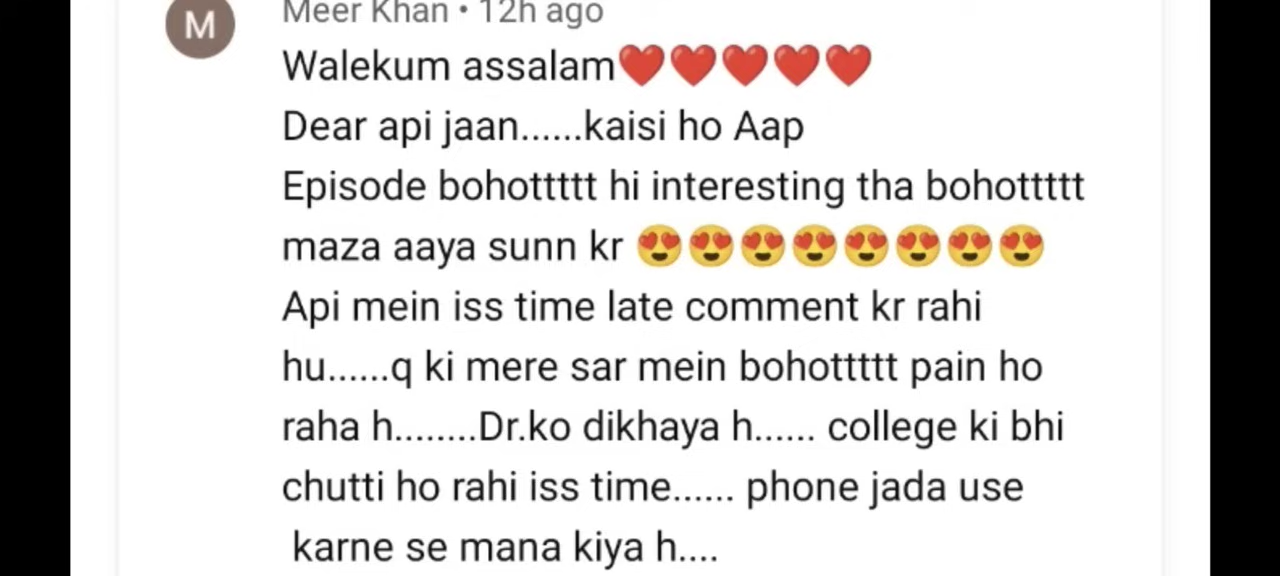 M
Meer Khan • 12h ago
Walekum assalam❤️❤️❤️❤️❤️
Dear api jaan......kaisi ho Aap
Episode bohottttt hi interesting tha bohottttt
maza aaya sunn kr 😍😍😍😍😍😍😍😍
Api mein iss time late comment kr rahi
hu......q ki mere sar mein bohottttt pain ho
raha h........Dr.ko dikhaya h...... college ki bhi
chutti ho rahi iss time...... phone jada use
karne se mana kiya h....